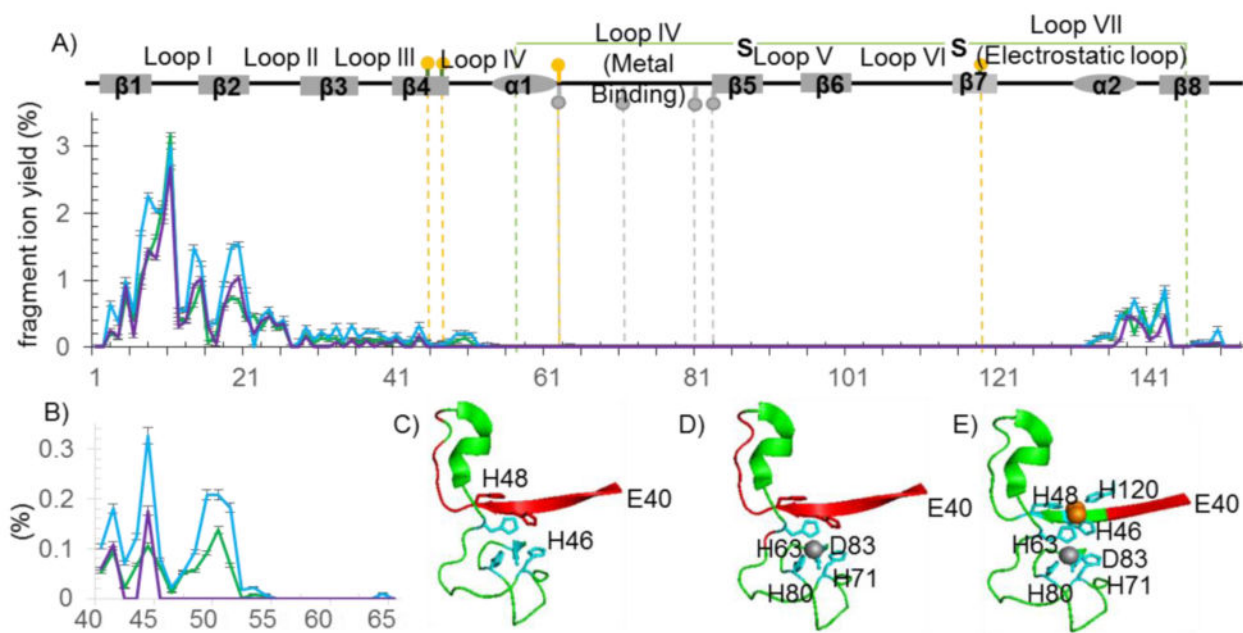 A) Loop I Loop II Loop III Loop IV Loop IV (Metal Binding) S Loop V Loop VI S Loop VII (Electrostatic loop)
β1 β2 β3 β4 α1 β5 β6 β7 α2 β8
fragment ion yield (%)
3
2
1
0
1 21 41 61 81 101 121 141
B) C) D) E)
(%)
0.3
0.2
0.1
0
40 45 50 55 60 65
H48
E40
H46
E40
H63 D83
H71
H80
H48 H120
E40
H46
H63
D83
H71
H80